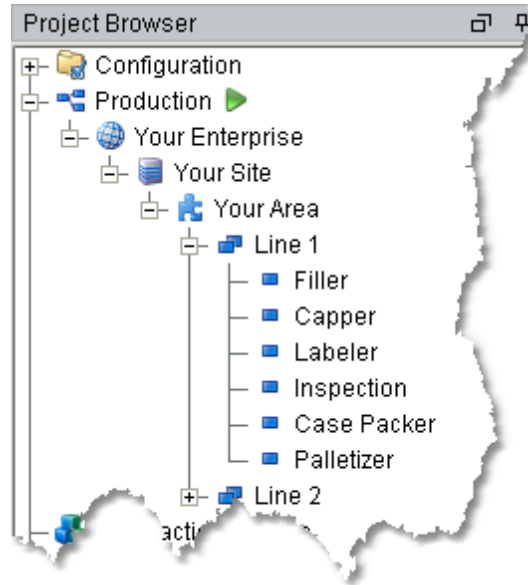 Project Browser
Configuration
Production
Your Enterprise
Your Site
Your Area
Line 1
Filler
Capper
Labeler
Inspection
Case Packer
Palletizer
Line 2